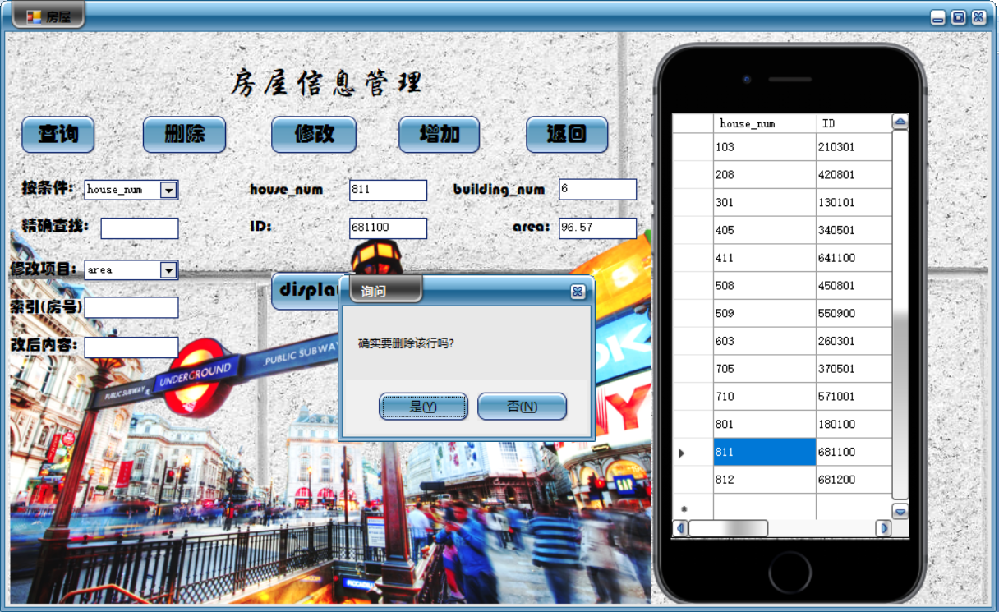 房屋
房屋信息管理
查询 删除 修改 增加 返回
按条件: house_num house_num 811 building_num 6
精确查找: ID: 681100 area: 96.57
修改项目: area
索引(房号)
改后内容:
询问
确实要删除该行吗?
是(Y) 否(N)
house_num ID
103 210301
208 420801
301 130101
405 340501
411 641100
508 450801
509 550900
603 260301
705 370501
710 571001
801 180100
811 681100
812 681200
PUBLIC SUBWAY
UNDERGROUND
PUBLIC SUBWAY
GAP